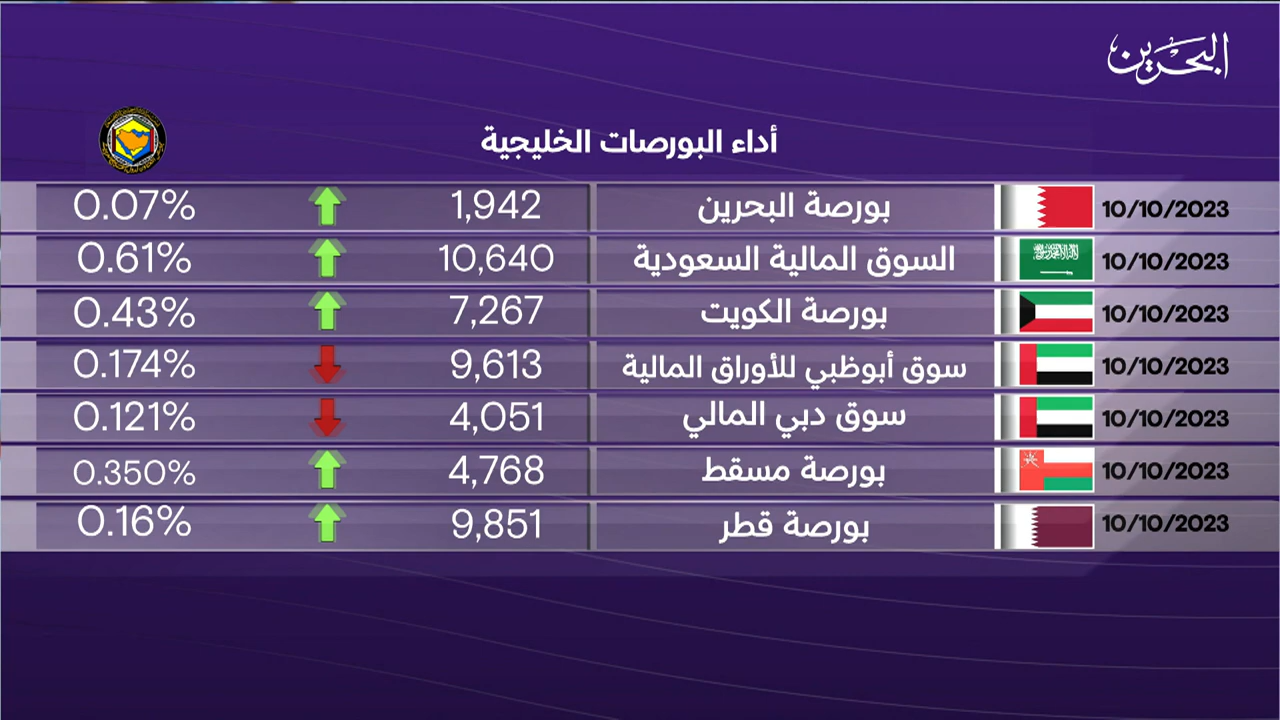 البحرين
أداء البورصات الخليجية
10/10/2023 بورصة البحرين 1,942 0.07%
10/10/2023 السوق المالية السعودية 10,640 0.61%
10/10/2023 بورصة الكويت 7,267 0.43%
10/10/2023 سوق أبوظبي للأوراق المالية 9,613 0.174%
10/10/2023 سوق دبي المالي 4,051 0.121%
10/10/2023 بورصة مسقط 4,768 0.350%
10/10/2023 بورصة قطر 9,851 0.16%